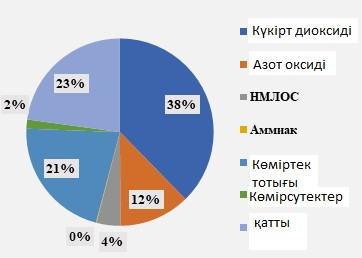 38%
12%
4%
0%
21%
2%
23%
Күкірт диоксиді
Азот оксиді
НМЛОС
Аммиак
Көміртек
тотығы
Көмірсутектер
қатты